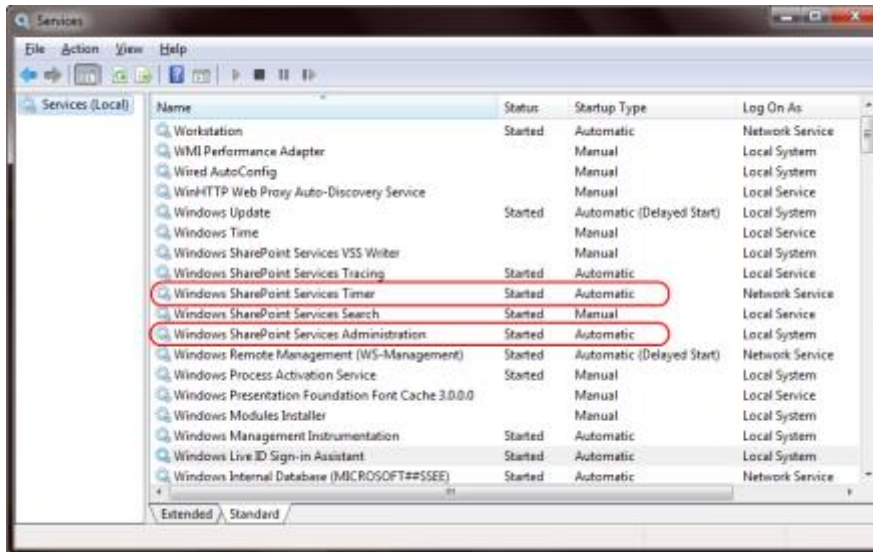 Services
File Action View Help
Services (Local)
Name Status Startup Type Log On As
Workstation Started Automatic Network Service
WMI Performance Adapter Manual Local System
Wired AutoConfig Manual Local System
WinHTTP Web Proxy Auto-Discovery Service Manual Local Service
Windows Update Started Automatic (Delayed Start) Local System
Windows Time Manual Local Service
Windows SharePoint Services VSS Writer Manual Local System
Windows SharePoint Services Tracing Started Automatic Local Service
Windows SharePoint Services Timer Started Automatic Network Service
Windows SharePoint Services Search Started Manual Local Service
Windows SharePoint Services Administration Started Automatic Local System
Windows Remote Management (WS-Management) Started Automatic (Delayed Start) Network Service
Windows Process Activation Service Started Manual Local System
Windows Presentation Foundation Font Cache 3.0.0.0 Manual Local Service
Windows Modules Installer Manual Local System
Windows Management Instrumentation Started Automatic Local System
Windows Live ID Sign-in Assistant Started Automatic Local System
Windows Internal Database (MICROSOFT##SSEE) Started Automatic Network Service
Extended Standard